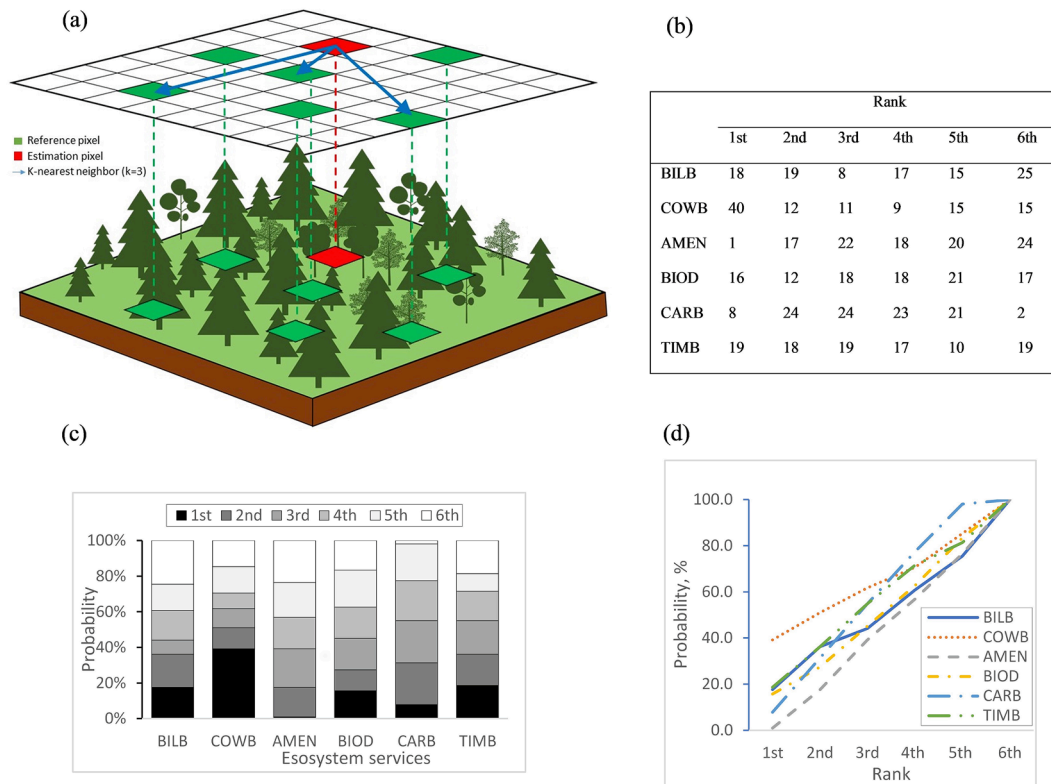 (a)
Reference pixel
Estimation pixel
K-nearest neighbor (k=3)
(b)
Rank
1st 2nd 3rd 4th 5th 6th
BILB 18 19 8 17 15 25
COWB 40 12 11 9 15 15
AMEN 1 17 22 18 20 24
BIOD 16 12 18 18 21 17
CARB 8 24 24 23 21 2
TIMB 19 18 19 17 10 19
(c)
1st 2nd 3rd 4th 5th 6th
100%
80%
60%
40%
20%
0%
Probability
BILB COWB AMEN BIOD CARB TIMB
Esosystem services
(d)
100.0
80.0
60.0
40.0
20.0
0.0
Probability, %
BILB
COWB
AMEN
BIOD
CARB
TIMB
1st 2nd 3rd 4th 5th 6th
Rank